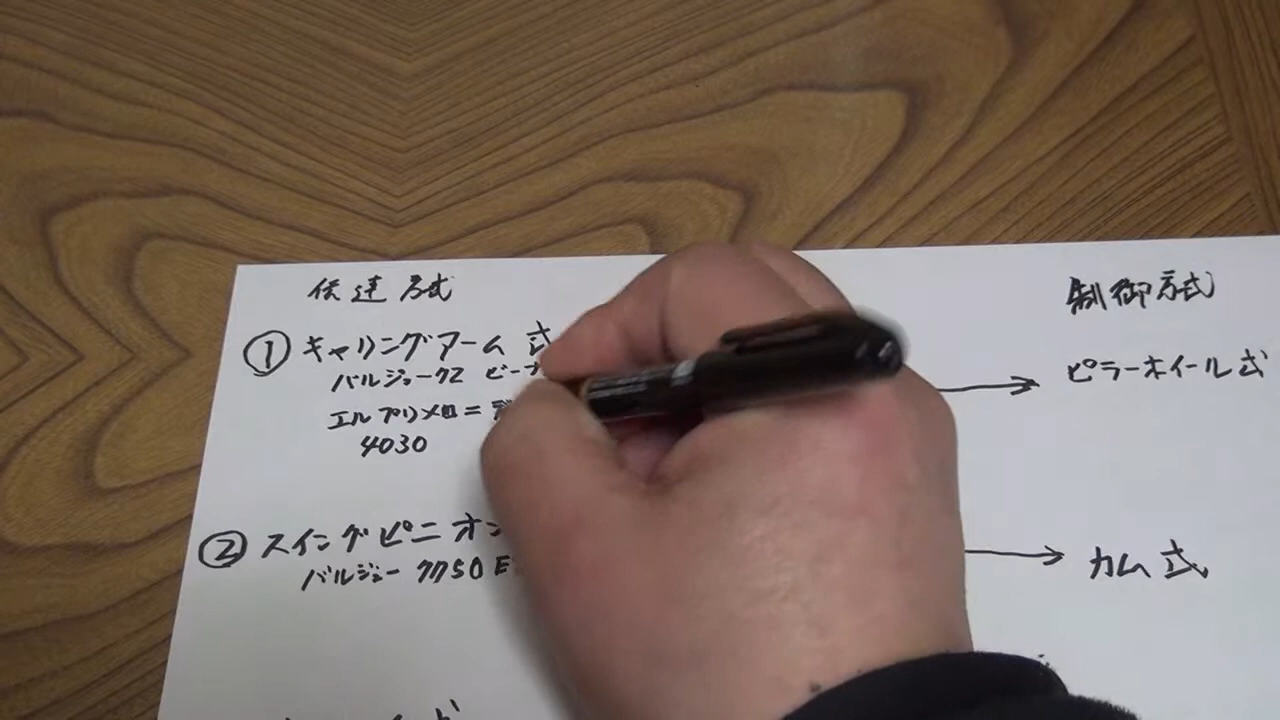 伝達方式
制御方式
① キャリングアーム式
ピラーホイール式
バルジュー72
エルプリメロ=
4030
② スイングピニオン
カム式
バルジュー 7750